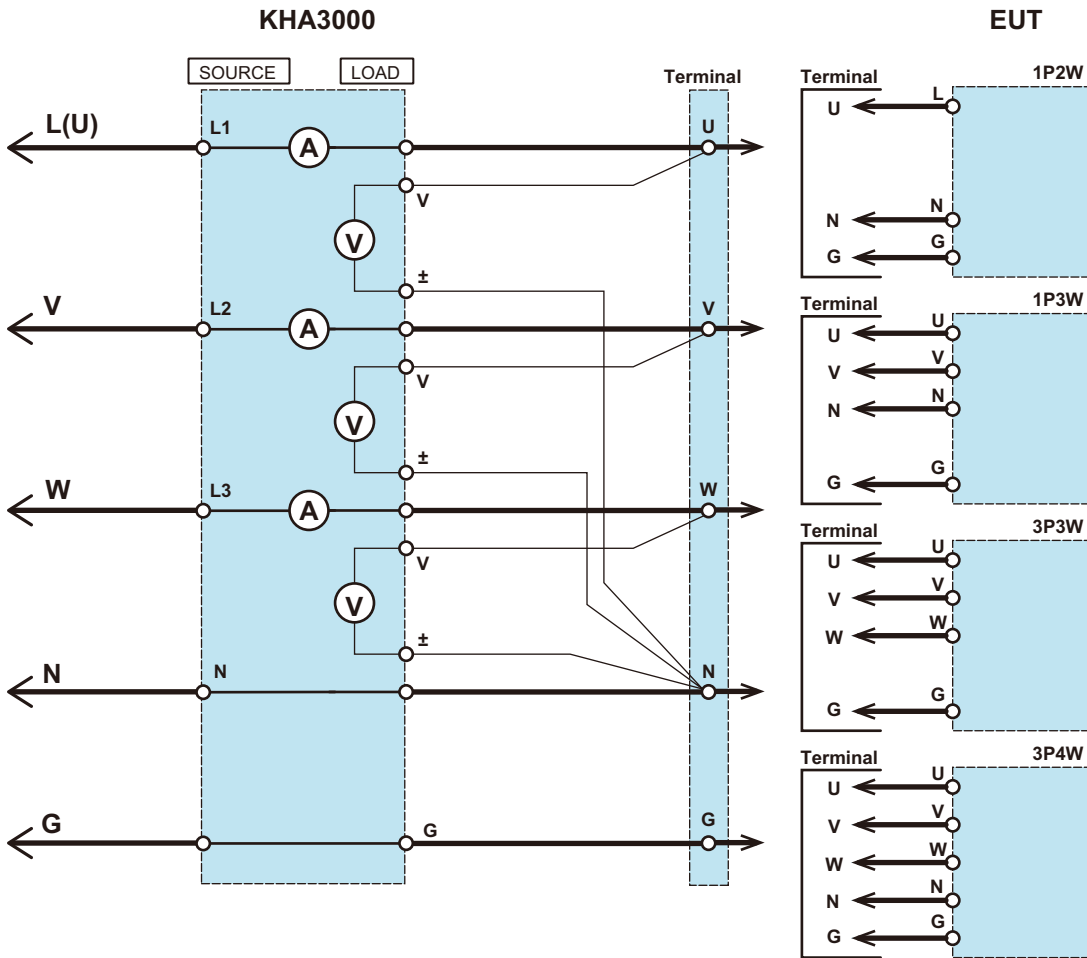 KHA3000
EUT
SOURCE
LOAD
Terminal
L(U)
L1
A
U
V
V
±
V
L2
A
V
V
V
±
W
L3
A
W
V
V
±
N
N
N
G
G
G
Terminal
1P2W
U
L
N
N
G
G
Terminal
1P3W
U
U
V
V
N
N
G
G
Terminal
3P3W
U
U
V
V
W
W
G
G
Terminal
3P4W
U
U
V
V
W
W
N
N
G
G